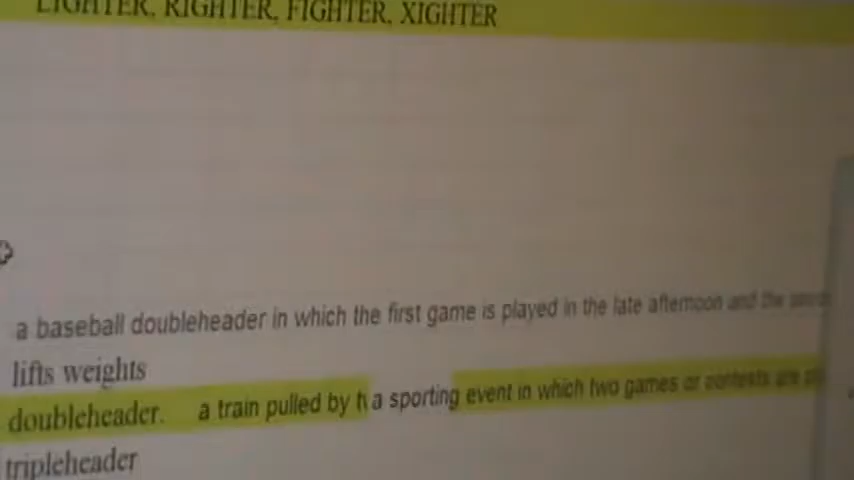 LIGHTER, RIGHTER, FIGHTER, XIGHTER
a baseball doubleheader in which the first game is played in the late afternoon and the
lifts weights
doubleheader. a train pulled by h a sporting event in which two games or contests are
tripleheader